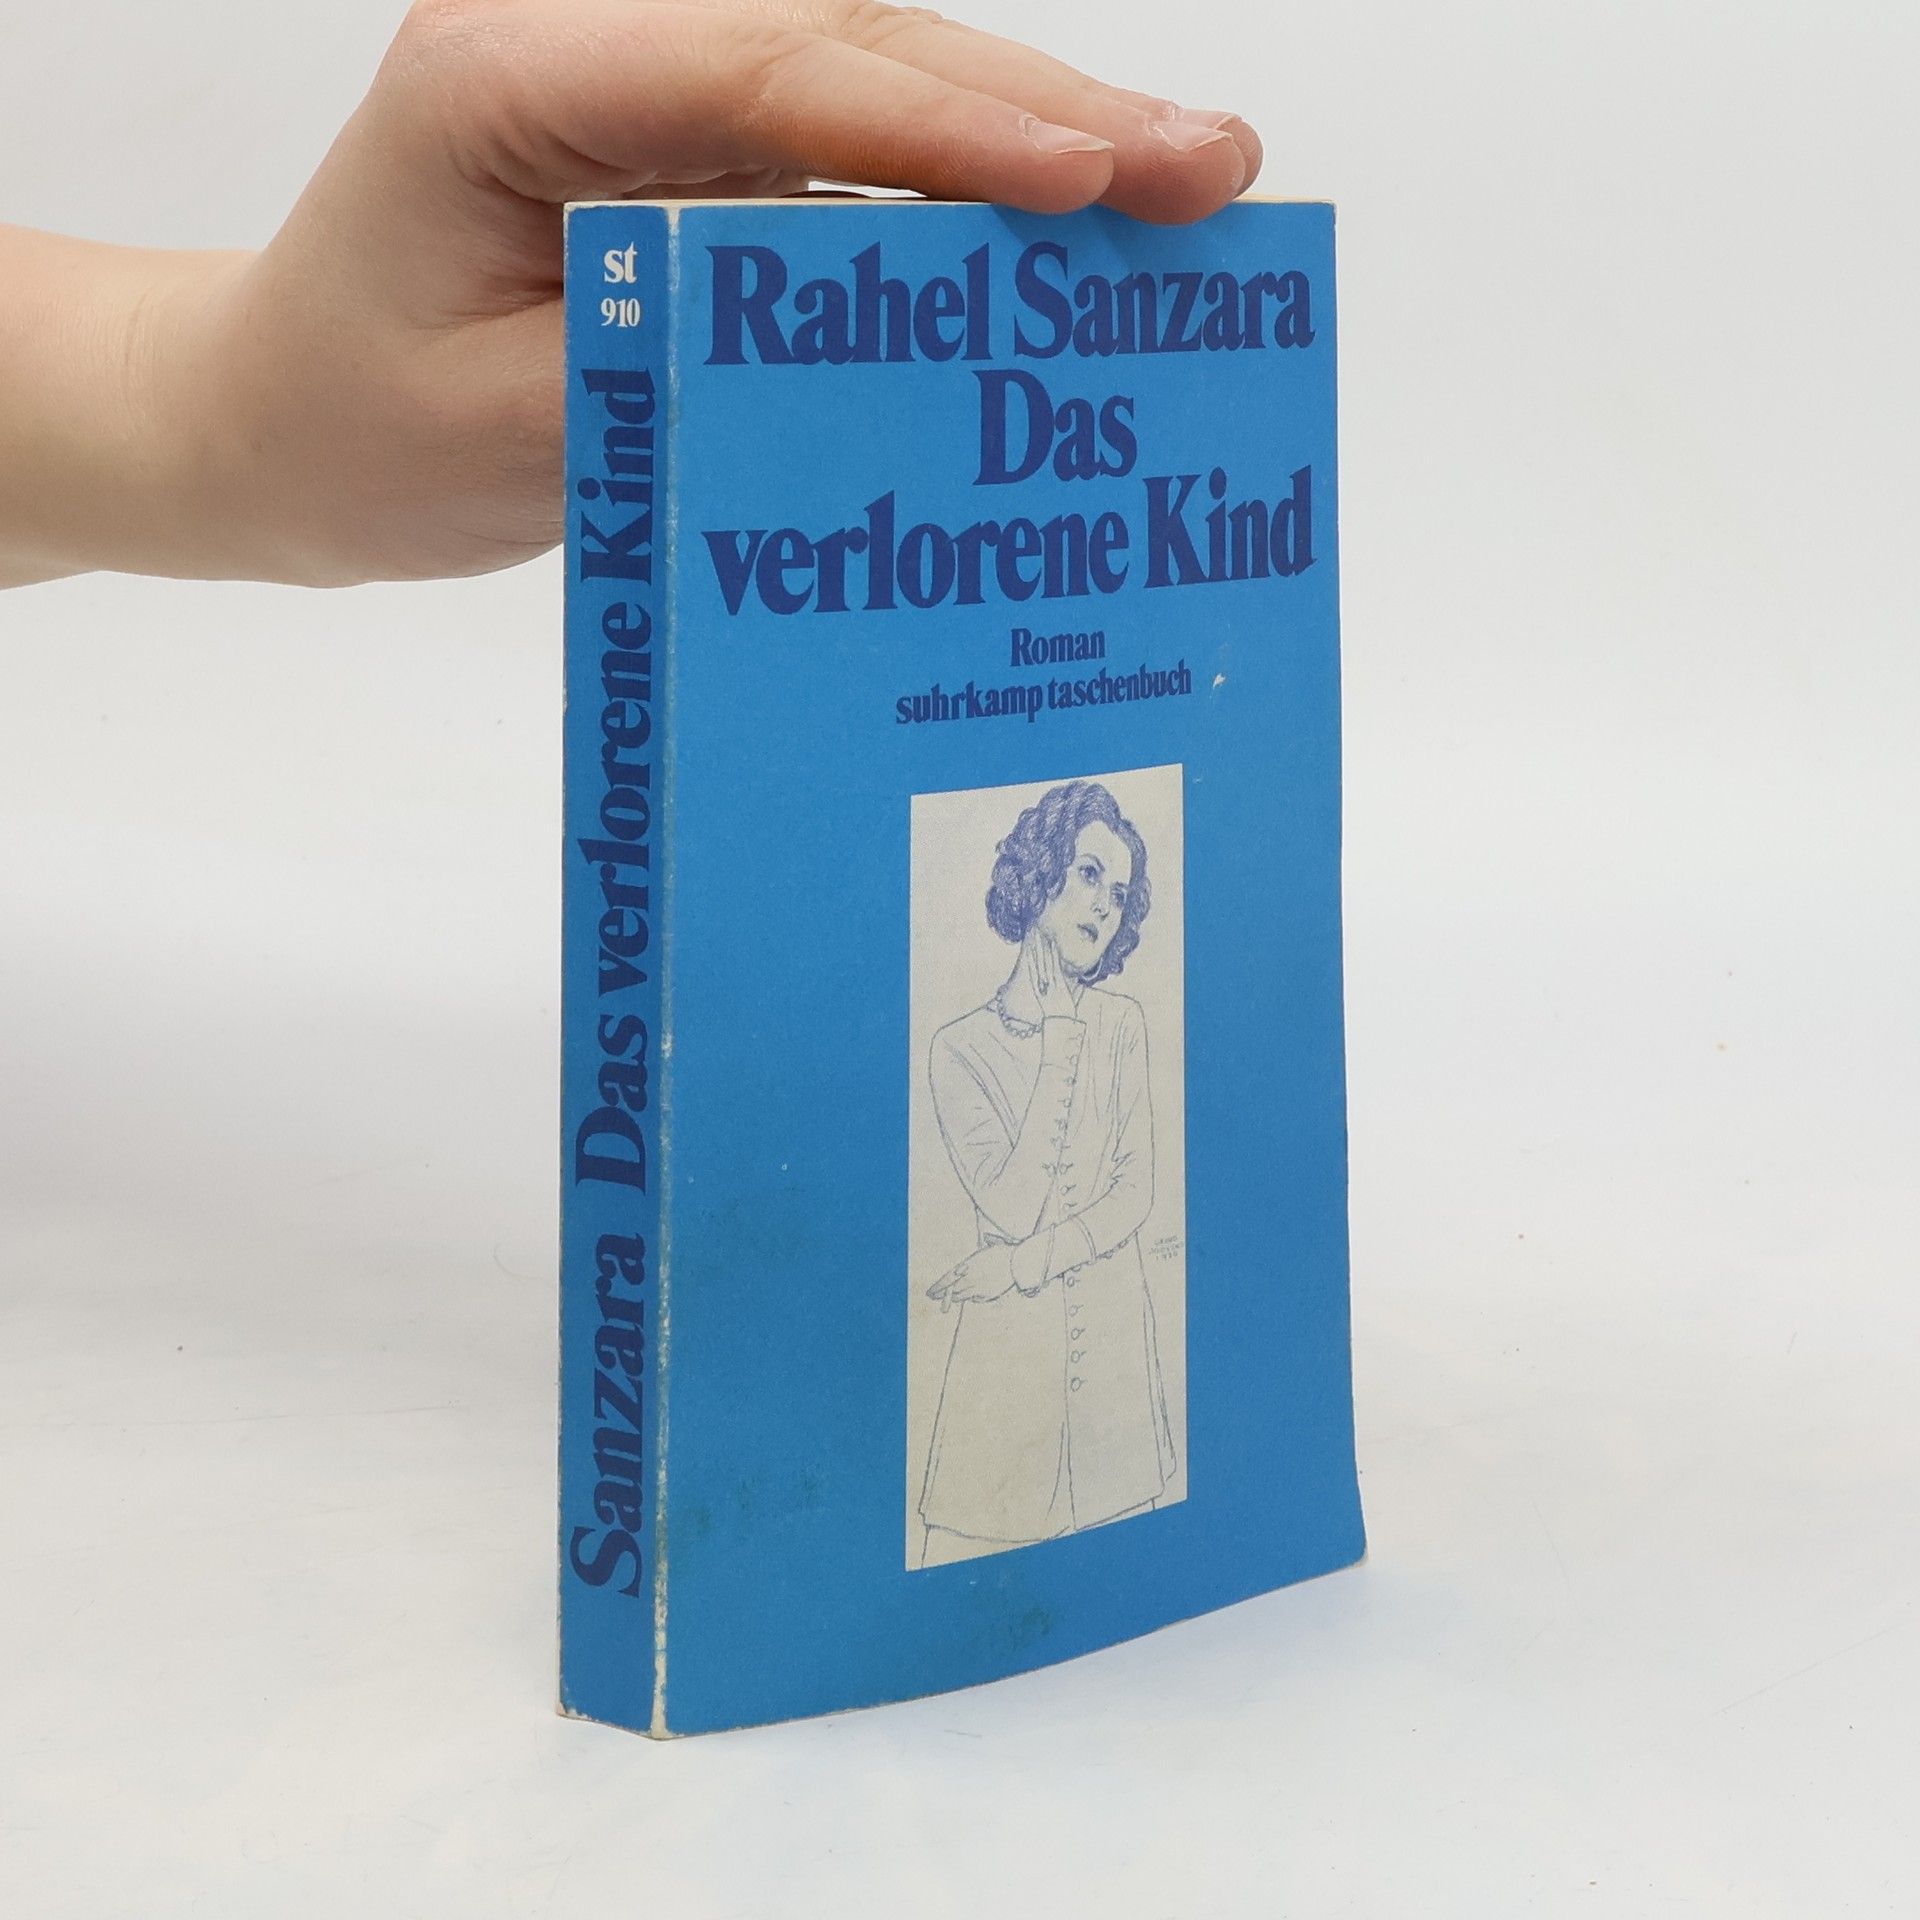 st
910
Sanzara Das verlorene Kind
Rahel Sanzara
Das
verlorene Kind
Roman
suhrkamp taschenbuch